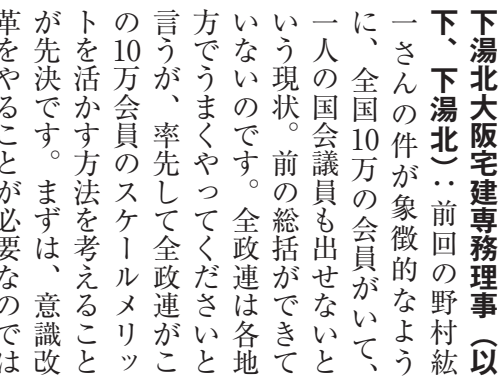 下湯北大阪宅建専務理事（以
下、下湯北）：前回の野村紘
一さんの件が象徴的なよう
に、全国10万の会員がいて、
一人の国会議員も出せないと
いう現状。前の総括ができて
いないのです。全政連は各地
方でうまくやってくださいと
言うが、率先して全政連がこ
の10万会員のスケールメリッ
トを活かす方法を考えること
が先決です。まずは、意識改
革をやることが必要なのでは